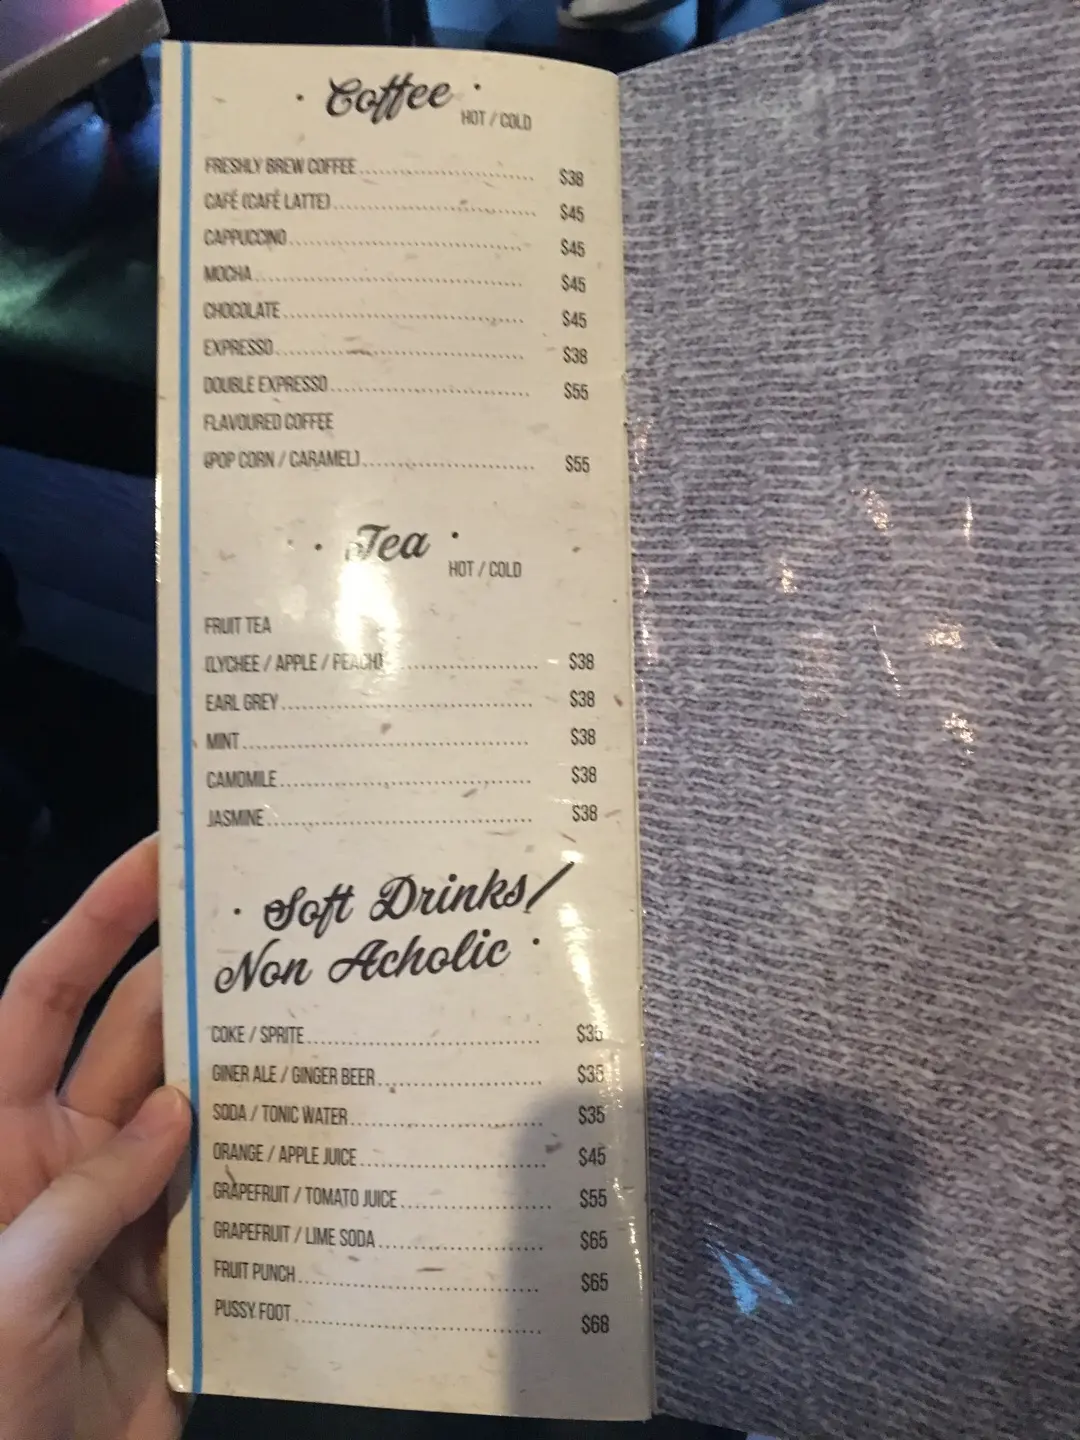 · Coffee ·
HOT / COLD
FRESHLY BREW COFFEE........................ $38
CAFÉ (CAFÉ LATTE)........................ $45
CAPPUCCINO........................ $45
MOCHA........................ $45
CHOCOLATE........................ $45
EXPRESSO........................ $38
DOUBLE EXPRESSO........................ $55
FLAVOURED COFFEE
(POP CORN / CARAMEL)........................ $55
· Tea ·
HOT / COLD
FRUIT TEA
(LYCHEE / APPLE / PEACH)........................ $38
EARL GREY........................ $38
MINT........................ $38
CAMOMILE........................ $38
JASMINE........................ $38
· Soft Drinks/
Non Acholic ·
COKE / SPRITE........................ $35
GINER ALE / GINGER BEER........................ $35
SODA / TONIC WATER........................ $35
ORANGE / APPLE JUICE........................ $45
GRAPEFRUIT / TOMATO JUICE........................ $55
GRAPEFRUIT / LIME SODA........................ $65
FRUIT PUNCH........................ $65
PUSSY FOOT........................ $68